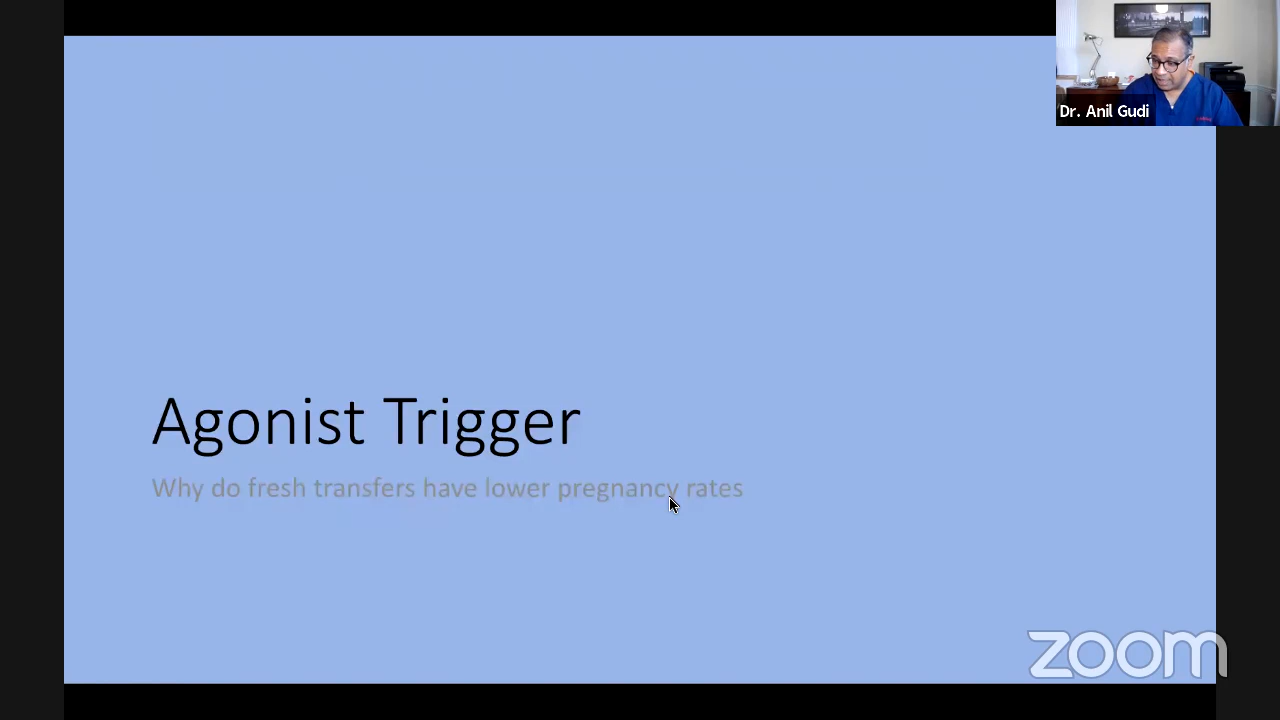 Dr. Anil Gudi
Agonist Trigger
Why do fresh transfers have lower pregnancy rates
zoom